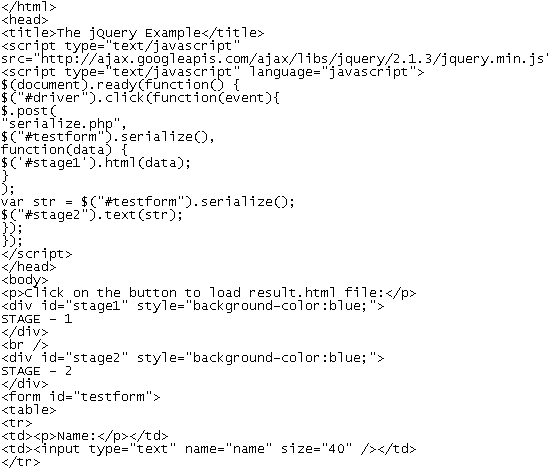 </html>
<head>
<title>The jQuery Example</title>
<script type="text/javascript"
src="http://ajax.googleapis.com/ajax/libs/jquery/2.1.3/jquery.min.js'
<script type="text/javascript" language="javascript">
$(document).ready(function() {
$("#driver").click(function(event){
$.post(
"serialize.php",
$("#testform").serialize(),
function(data) {
$('#stage1').html(data);
}
);
var str = $("#testform").serialize();
$("#stage2").text(str);
});
});
</script>
</head>
<body>
<p>Click on the button to load result.html file:</p>
<div id="stage1" style="background-color:blue;">
STAGE - 1
</div>
<br />
<div id="stage2" style="background-color:blue;">
STAGE - 2
</div>
<form id="testform">
<table>
<tr>
<td><p>Name:</p></td>
<td><input type="text" name="name" size="40" /></td>
</tr>